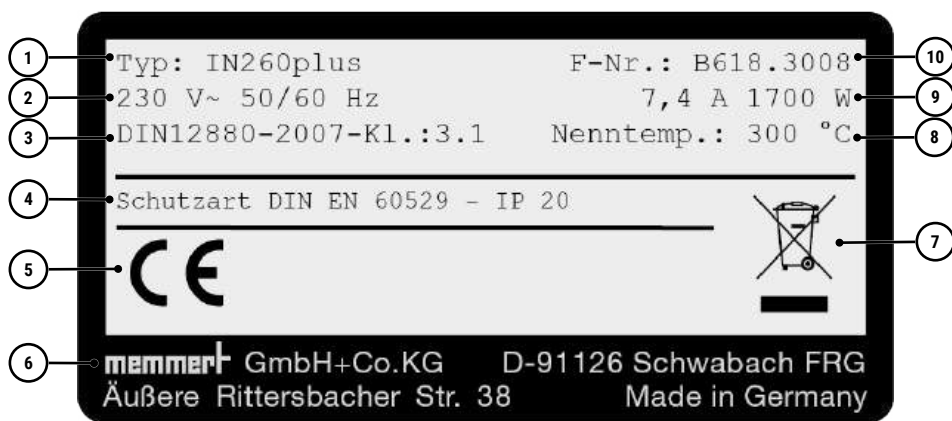 1 Typ: IN260plus F-Nr.: B618.3008 10
2 230 V~ 50/60 Hz 7,4 A 1700 W 9
3 DIN12880-2007-Kl.:3.1 Nenntemp.: 300 °C 8
4 Schutzart DIN EN 60529 - IP 20
5 CE 7
6 memmert GmbH+Co.KG D-91126 Schwabach FRG
Äußere Rittersbacher Str. 38 Made in Germany